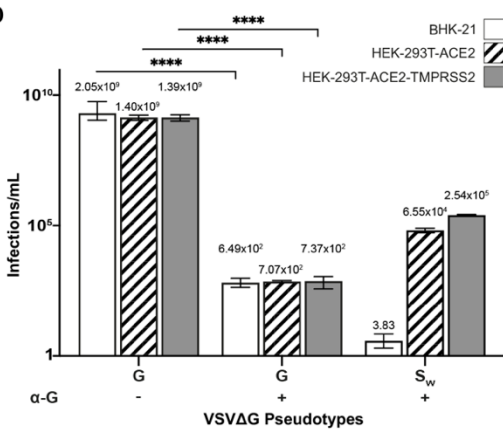 ****
****
****
BHK-21
HEK-293T-ACE2
HEK-293T-ACE2-TMPRSS2
2.05x10⁹
1.40x10⁹
1.39x10⁹
6.49x10²
7.07x10²
7.37x10²
3.83
6.55x10⁴
2.54x10⁵
Infections/mL
10¹⁰
10⁵
1
G G Sw
α-G - + +
VSVΔG Pseudotypes